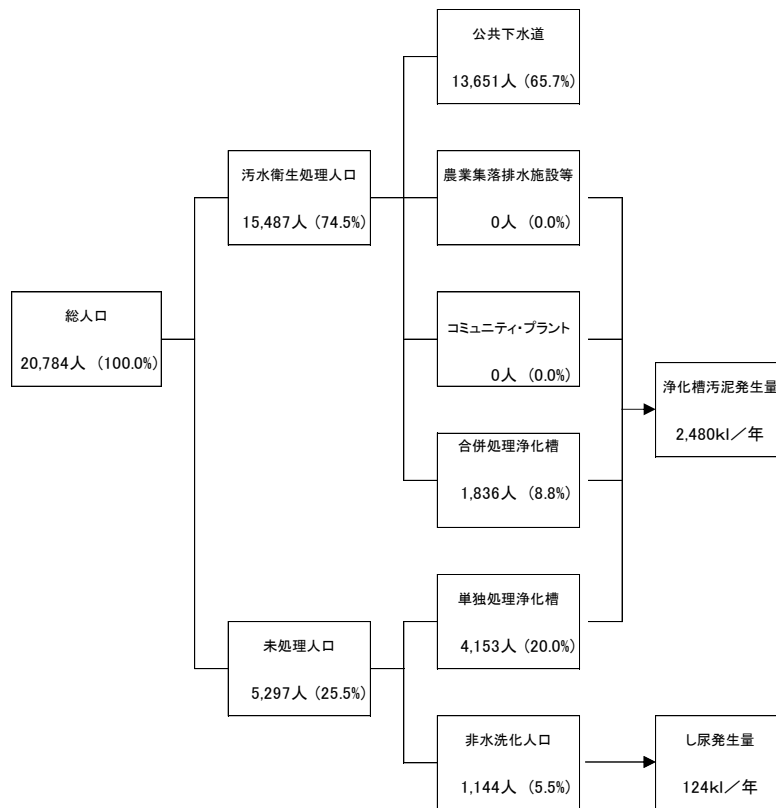 公共下水道
13,651人 (65.7%)
汚水衛生処理人口
15,487人 (74.5%)
農業集落排水施設等
0人 (0.0%)
総人口
20,784人 (100.0%)
コミュニティ・プラント
0人 (0.0%)
浄化槽汚泥発生量
2,480kl／年
合併処理浄化槽
1,836人 (8.8%)
単独処理浄化槽
4,153人 (20.0%)
未処理人口
5,297人 (25.5%)
非水洗化人口
1,144人 (5.5%)
し尿発生量
124kl／年